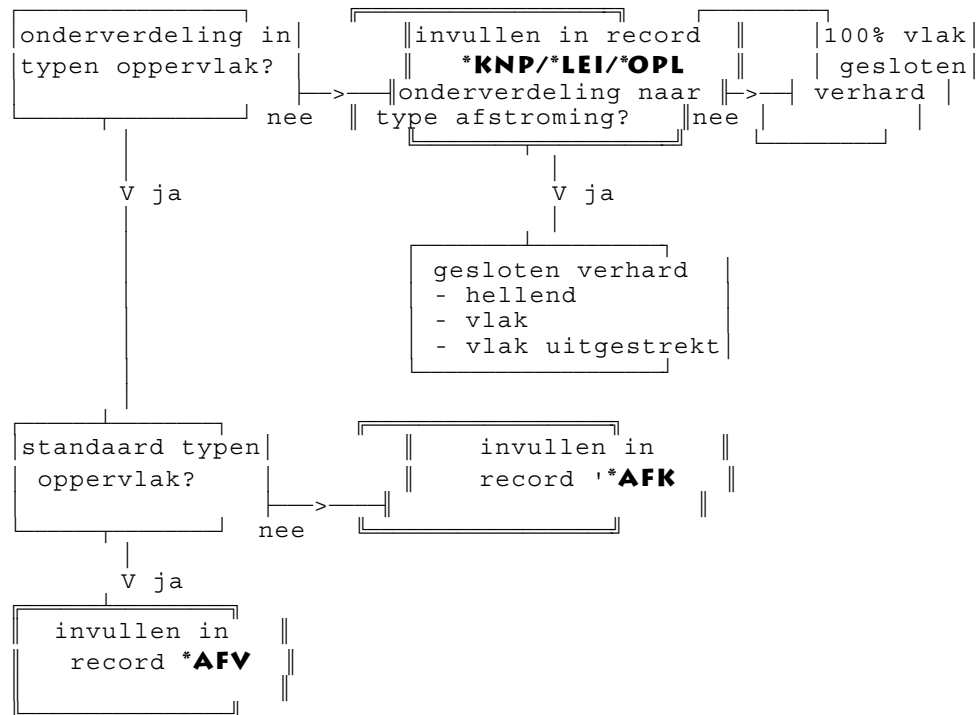 onderverdeling in
typen oppervlak?
nee
invullen in record
*KNP/*LEI/*OPL
onderverdeling naar
type afstroming?
nee
100% vlak
gesloten
verhard
V ja
V ja
gesloten verhard
- hellend
- vlak
- vlak uitgestrekt
standaard typen
oppervlak?
nee
invullen in
record '*AFK
V ja
invullen in
record *AFV